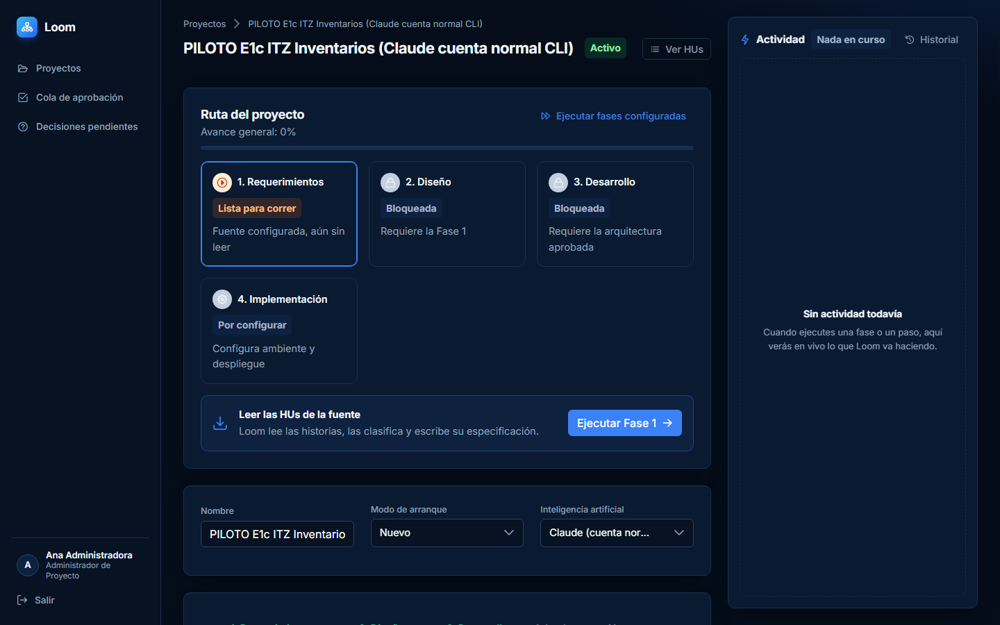 Loom
Proyectos
Cola de aprobación
Decisiones pendientes
A
Ana Administradora
Administrador de
Proyecto
Salir
Proyectos
PILOTO E1c ITZ Inventarios (Claude cuenta normal CLI)
PILOTO E1c ITZ Inventarios (Claude cuenta normal CLI)
Activo
Ver HUs
Ruta del proyecto
Avance general: 0%
Ejecutar fases configuradas
1. Requerimientos
Lista para correr
Fuente configurada, aún sin
leer
2. Diseño
Bloqueada
Requiere la Fase 1
3. Desarrollo
Bloqueada
Requiere la arquitectura
aprobada
4. Implementación
Por configurar
Configura ambiente y
despliegue
Leer las HUs de la fuente
Loom lee las historias, las clasifica y escribe su especificación.
Ejecutar Fase 1
Nombre
PILOTO E1c ITZ Inventario
Modo de arranque
Nuevo
Inteligencia artificial
Claude (cuenta nor...
Actividad
Nada en curso
Historial
Sin actividad todavía
Cuando ejecutes una fase o un paso, aquí
verás en vivo lo que Loom va haciendo.